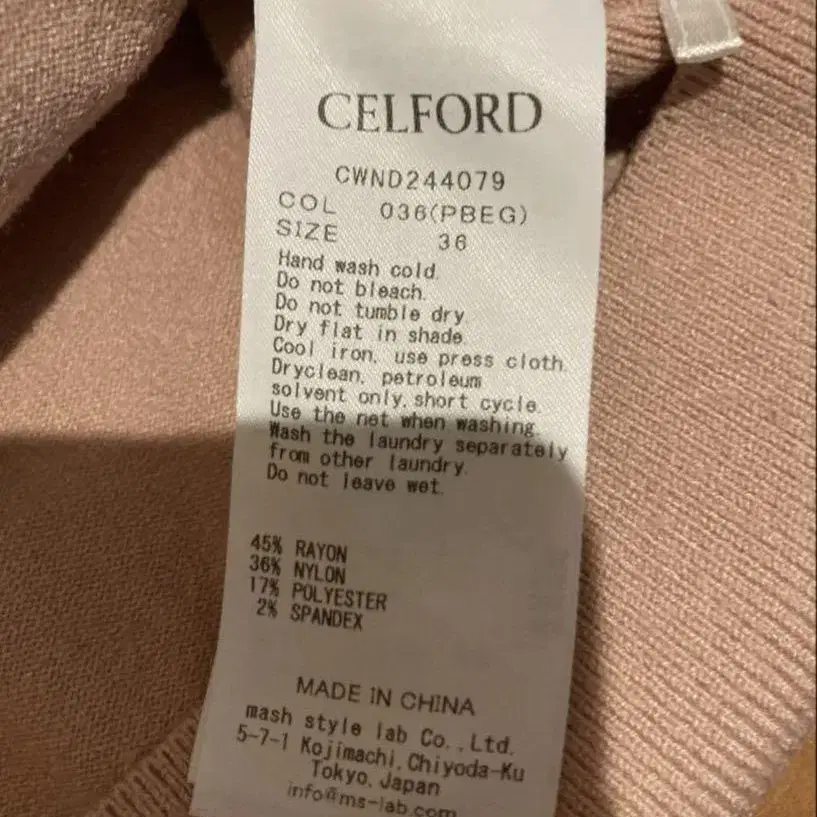 CELFORD
CWND244079
COL 036(PBEG)
SIZE 36
Hand wash cold.
Do not bleach.
Do not tumble dry.
Dry flat in shade.
Cool iron, use press cloth.
Dryclean, petroleum
solvent only, short cycle.
Use the net when washing.
Wash the laundry separately
from other laundry.
Do not leave wet.
45% RAYON
36% NYLON
17% POLYESTER
2% SPANDEX
MADE IN CHINA
mash style lab Co.,Ltd.
5-7-1 Kojimachi,Chiyoda-Ku
Tokyo,Japan
info@ms-lab.com